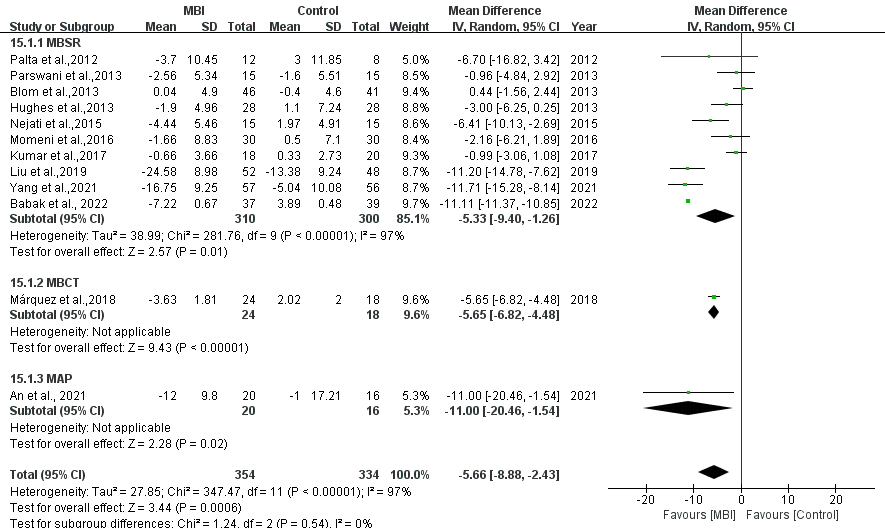 MBI Control Mean Difference Mean Difference
Study or Subgroup Mean SD Total Mean SD Total Weight IV, Random, 95% CI Year IV, Random, 95% CI
15.1.1 MBSR
Palta et al.,2012 -3.7 10.45 12 3 11.85 8 5.0% -6.70 [-16.82, 3.42] 2012
Parswani et al.,2013 -2.56 5.34 15 -1.6 5.51 15 8.5% -0.96 [-4.84, 2.92] 2013
Blom et al.,2013 0.04 4.9 46 -0.4 4.6 41 9.4% 0.44 [-1.56, 2.44] 2013
Hughes et al.,2013 -1.9 4.96 28 1.1 7.24 28 8.9% -3.00 [-6.25, 0.25] 2013
Nejati et al.,2015 -4.44 5.46 15 1.97 4.91 15 8.6% -6.41 [-10.13, -2.69] 2015
Momeni et al.,2016 -1.66 8.83 30 0.5 7.1 30 8.4% -2.16 [-6.21, 1.89] 2016
Kumar et al.,2017 -0.66 3.66 18 0.33 2.73 20 9.4% -0.99 [-3.06, 1.08] 2017
Liu et al.,2019 -24.58 8.98 52 -13.38 9.24 48 8.7% -11.20 [-14.78, -7.62] 2019
Yang et al.,2021 -16.75 9.25 57 -5.04 10.08 56 8.7% -11.71 [-15.28, -8.14] 2021
Babak et al., 2022 -7.22 0.67 37 3.89 0.48 39 9.7% -11.11 [-11.37, -10.85] 2022
Subtotal (95% CI) 310 300 85.1% -5.33 [-9.40, -1.26]
Heterogeneity: Tau² = 38.99; Chi² = 281.76, df = 9 (P < 0.00001); I² = 97%
Test for overall effect: Z = 2.57 (P = 0.01)
15.1.2 MBCT
Márquez et al.,2018 -3.63 1.81 24 2.02 2 18 9.6% -5.65 [-6.82, -4.48] 2018
Subtotal (95% CI) 24 18 9.6% -5.65 [-6.82, -4.48]
Heterogeneity: Not applicable
Test for overall effect: Z = 9.43 (P < 0.00001)
15.1.3 MAP
An et al., 2021 -12 9.8 20 -1 17.21 16 5.3% -11.00 [-20.46, -1.54] 2021
Subtotal (95% CI) 20 16 5.3% -11.00 [-20.46, -1.54]
Heterogeneity: Not applicable
Test for overall effect: Z = 2.28 (P = 0.02)
Total (95% CI) 354 334 100.0% -5.66 [-8.88, -2.43]
Heterogeneity: Tau² = 27.85; Chi² = 347.47, df = 11 (P < 0.00001); I² = 97%
Test for overall effect: Z = 3.44 (P = 0.0006)
Test for subgroup differences: Chi² = 1.24, df = 2 (P = 0.54), I² = 0%
-20 -10 0 10 20
Favours [MBI] Favours [Control]